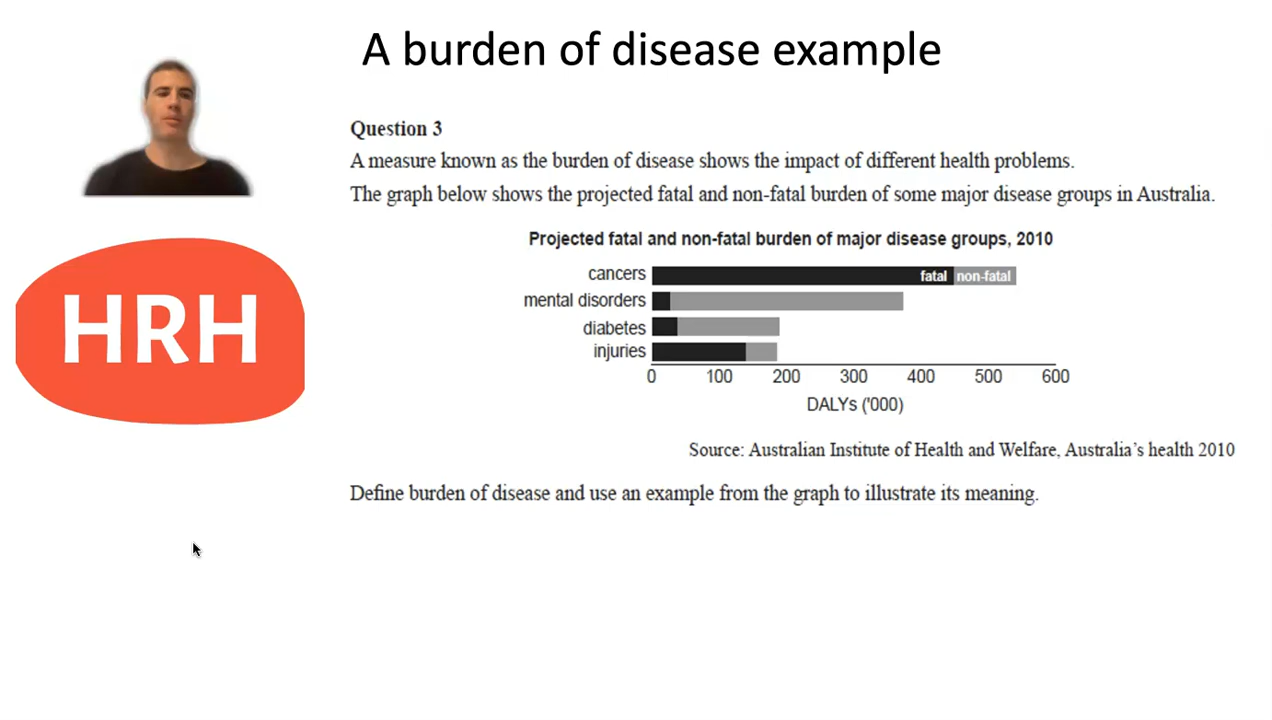 A burden of disease example
HRH
Question 3
A measure known as the burden of disease shows the impact of different health problems.
The graph below shows the projected fatal and non-fatal burden of some major disease groups in Australia.
Projected fatal and non-fatal burden of major disease groups, 2010
cancers fatal non-fatal
mental disorders
diabetes
injuries
0 100 200 300 400 500 600
DALYs ('000)
Source: Australian Institute of Health and Welfare, Australia's health 2010
Define burden of disease and use an example from the graph to illustrate its meaning.